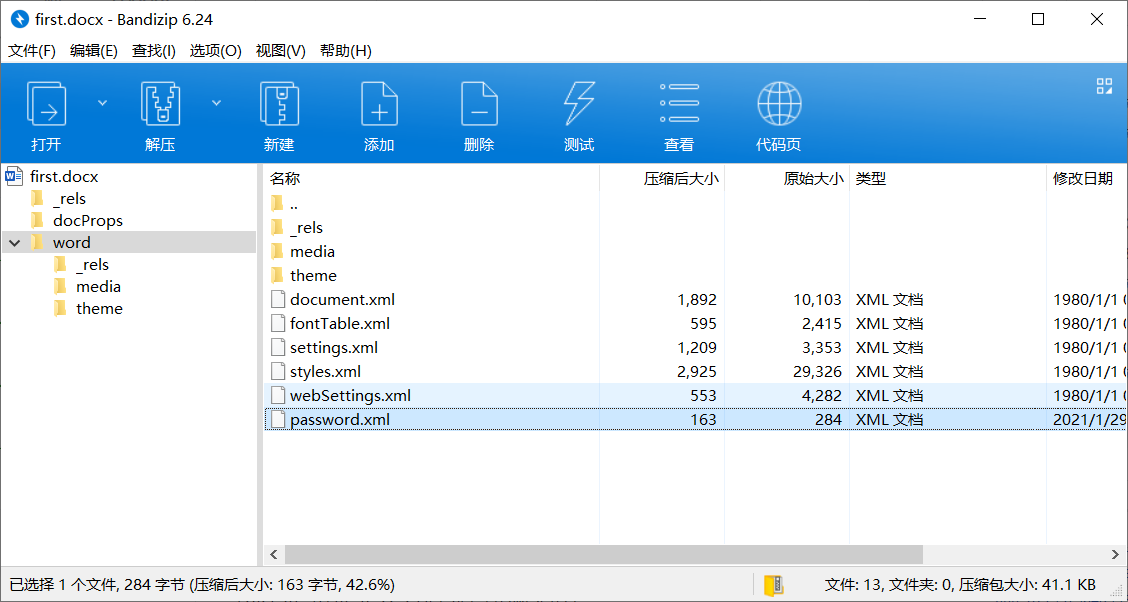 first.docx - Bandizip 6.24
文件(F) 编辑(E) 查找(I) 选项(O) 视图(V) 帮助(H)
打开 解压 新建 添加 删除 测试 查看 代码页
first.docx
_rels
docProps
word
_rels
media
theme
名称 压缩后大小 原始大小 类型 修改日期
..
_rels
media
theme
document.xml 1,892 10,103 XML 文档 1980/1/1
fontTable.xml 595 2,415 XML 文档 1980/1/1
settings.xml 1,209 3,353 XML 文档 1980/1/1
styles.xml 2,925 29,326 XML 文档 1980/1/1
webSettings.xml 553 4,282 XML 文档 1980/1/1
password.xml 163 284 XML 文档 2021/1/29
已选择 1 个文件, 284 字节 (压缩后大小: 163 字节, 42.6%) 文件: 13, 文件夹: 0, 压缩包大小: 41.1 KB